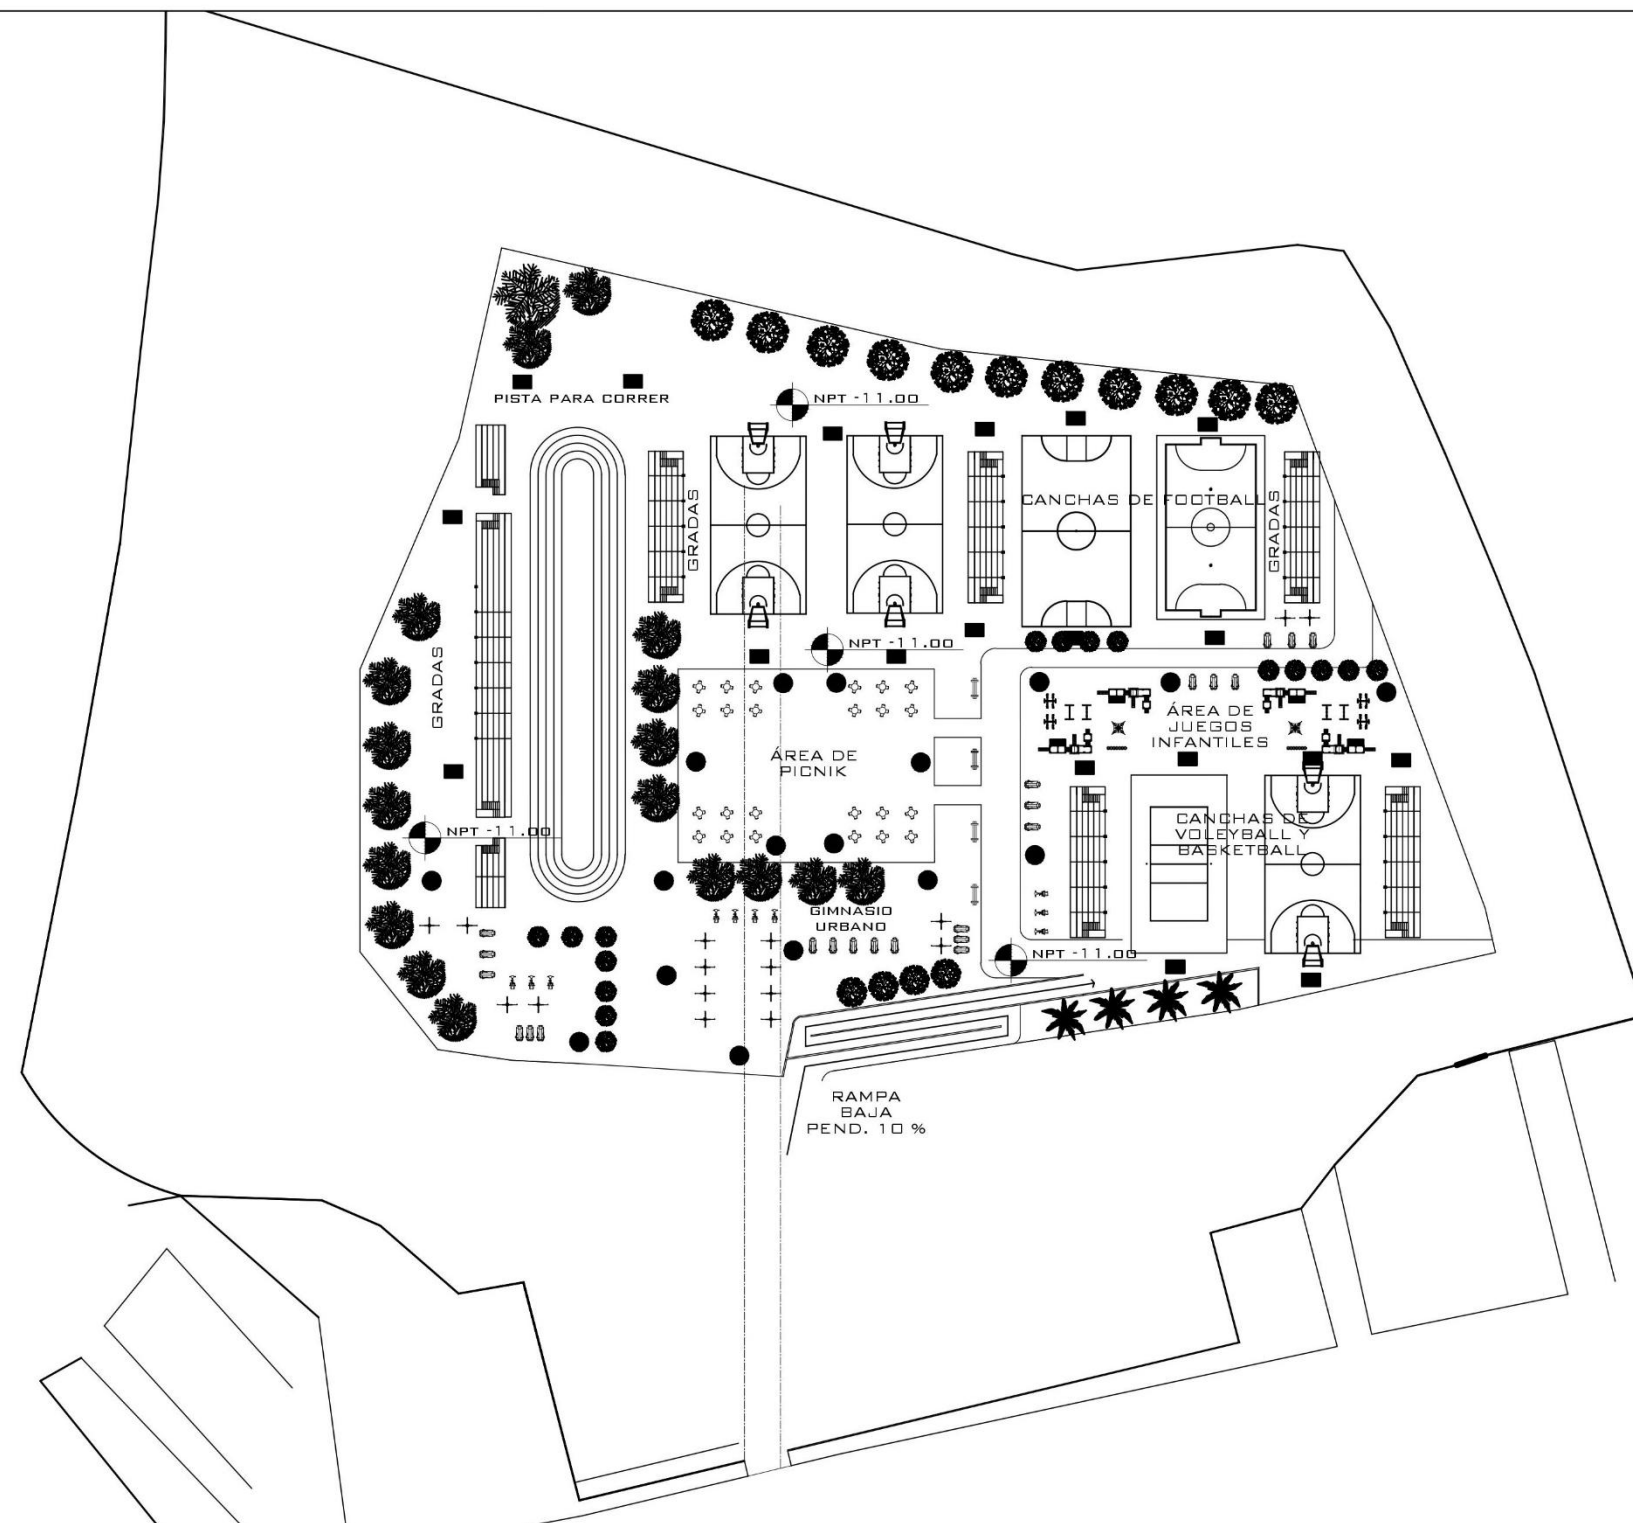 PISTA PARA CORRER
NPT -11.00
GRADAS
CANCHAS DE FOOTBALL
GRADAS
GRADAS
NPT -11.00
ÁREA DE
JUEGOS
INFANTILES
ÁREA DE
PICNIK
NPT -11.00
CANCHAS DE
VOLEYBALL Y
BASKETBALL
GIMNASIO
URBANO
NPT -11.00
RAMPA
BAJA
PEND. 10 %